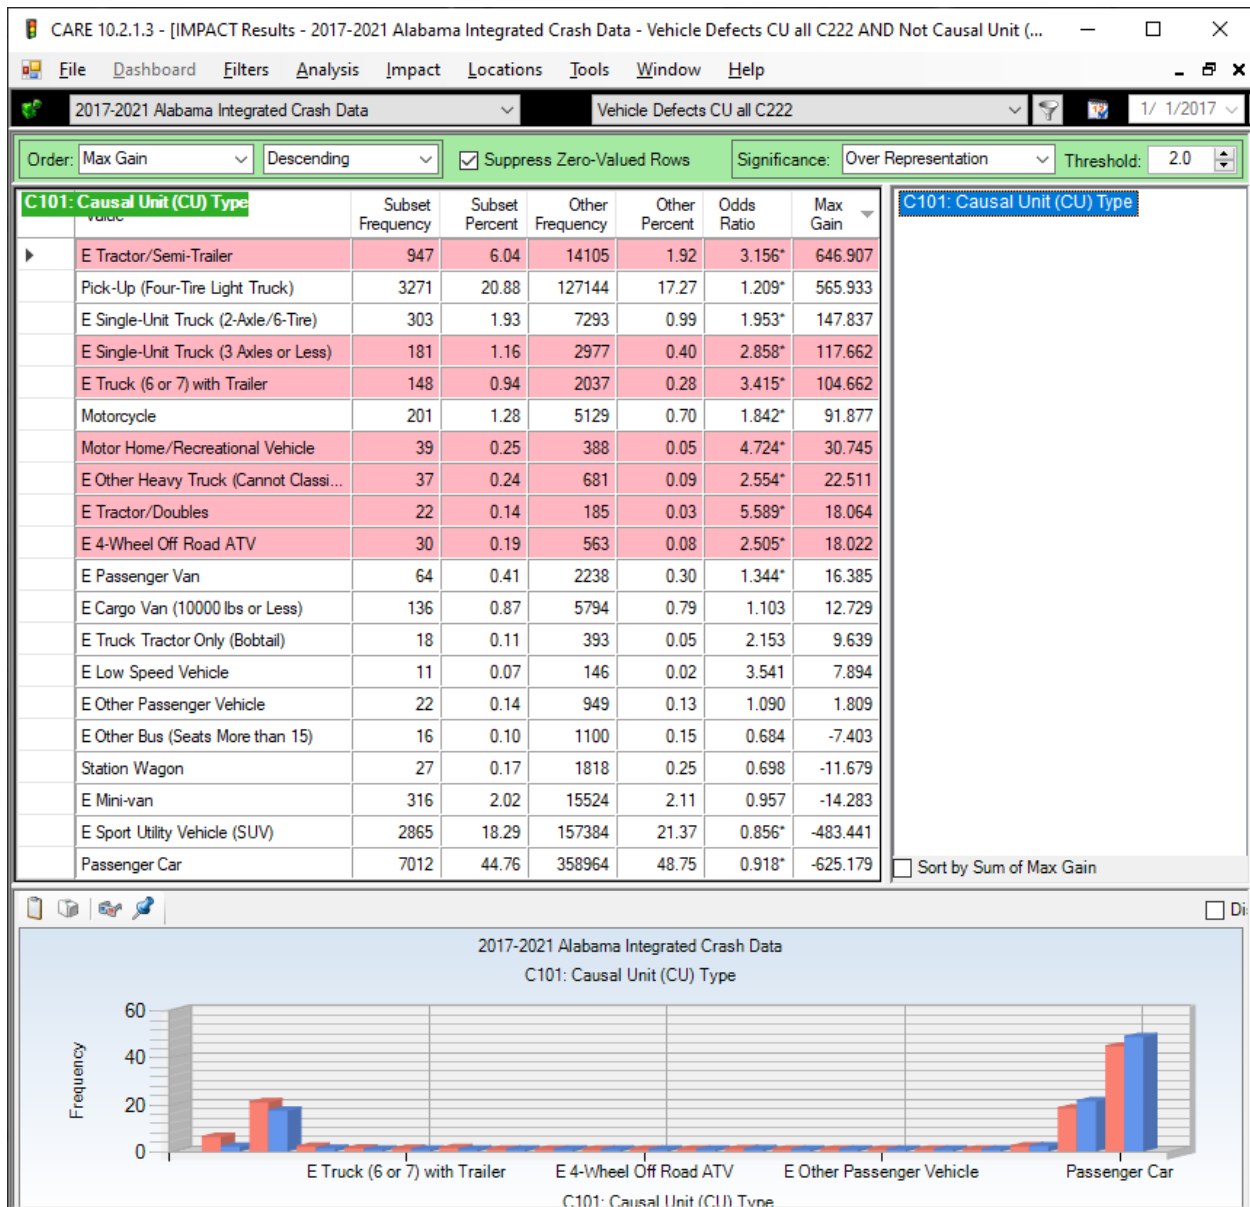 CARE 10.2.1.3 - [IMPACT Results - 2017-2021 Alabama Integrated Crash Data - Vehicle Defects CU all C222 AND Not Causal Unit (...
File Dashboard Filters Analysis Impact Locations Tools Window Help
2017-2021 Alabama Integrated Crash Data Vehicle Defects CU all C222 1/ 1/2017
Order: Max Gain Descending Suppress Zero-Valued Rows Significance: Over Representation Threshold: 2.0
C101: Causal Unit (CU) Type Subset Frequency Subset Percent Other Frequency Other Percent Odds Ratio Max Gain
E Tractor/Semi-Trailer 947 6.04 14105 1.92 3.156* 646.907
Pick-Up (Four-Tire Light Truck) 3271 20.88 127144 17.27 1.209* 565.933
E Single-Unit Truck (2-Axle/6-Tire) 303 1.93 7293 0.99 1.953* 147.837
E Single-Unit Truck (3 Axles or Less) 181 1.16 2977 0.40 2.858* 117.662
E Truck (6 or 7) with Trailer 148 0.94 2037 0.28 3.415* 104.662
Motorcycle 201 1.28 5129 0.70 1.842* 91.877
Motor Home/Recreational Vehicle 39 0.25 388 0.05 4.724* 30.745
E Other Heavy Truck (Cannot Classi... 37 0.24 681 0.09 2.554* 22.511
E Tractor/Doubles 22 0.14 185 0.03 5.589* 18.064
E 4-Wheel Off Road ATV 30 0.19 563 0.08 2.505* 18.022
E Passenger Van 64 0.41 2238 0.30 1.344* 16.385
E Cargo Van (10000 lbs or Less) 136 0.87 5794 0.79 1.103 12.729
E Truck Tractor Only (Bobtail) 18 0.11 393 0.05 2.153 9.639
E Low Speed Vehicle 11 0.07 146 0.02 3.541 7.894
E Other Passenger Vehicle 22 0.14 949 0.13 1.090 1.809
E Other Bus (Seats More than 15) 16 0.10 1100 0.15 0.684 -7.403
Station Wagon 27 0.17 1818 0.25 0.698 -11.679
E Mini-van 316 2.02 15524 2.11 0.957 -14.283
E Sport Utility Vehicle (SUV) 2865 18.29 157384 21.37 0.856* -483.441
Passenger Car 7012 44.76 358964 48.75 0.918* -625.179
C101: Causal Unit (CU) Type
Sort by Sum of Max Gain
2017-2021 Alabama Integrated Crash Data
C101: Causal Unit (CU) Type
Frequency
60
40
20
0
E Truck (6 or 7) with Trailer E 4-Wheel Off Road ATV E Other Passenger Vehicle Passenger Car
C101: Causal Unit (CU) Type